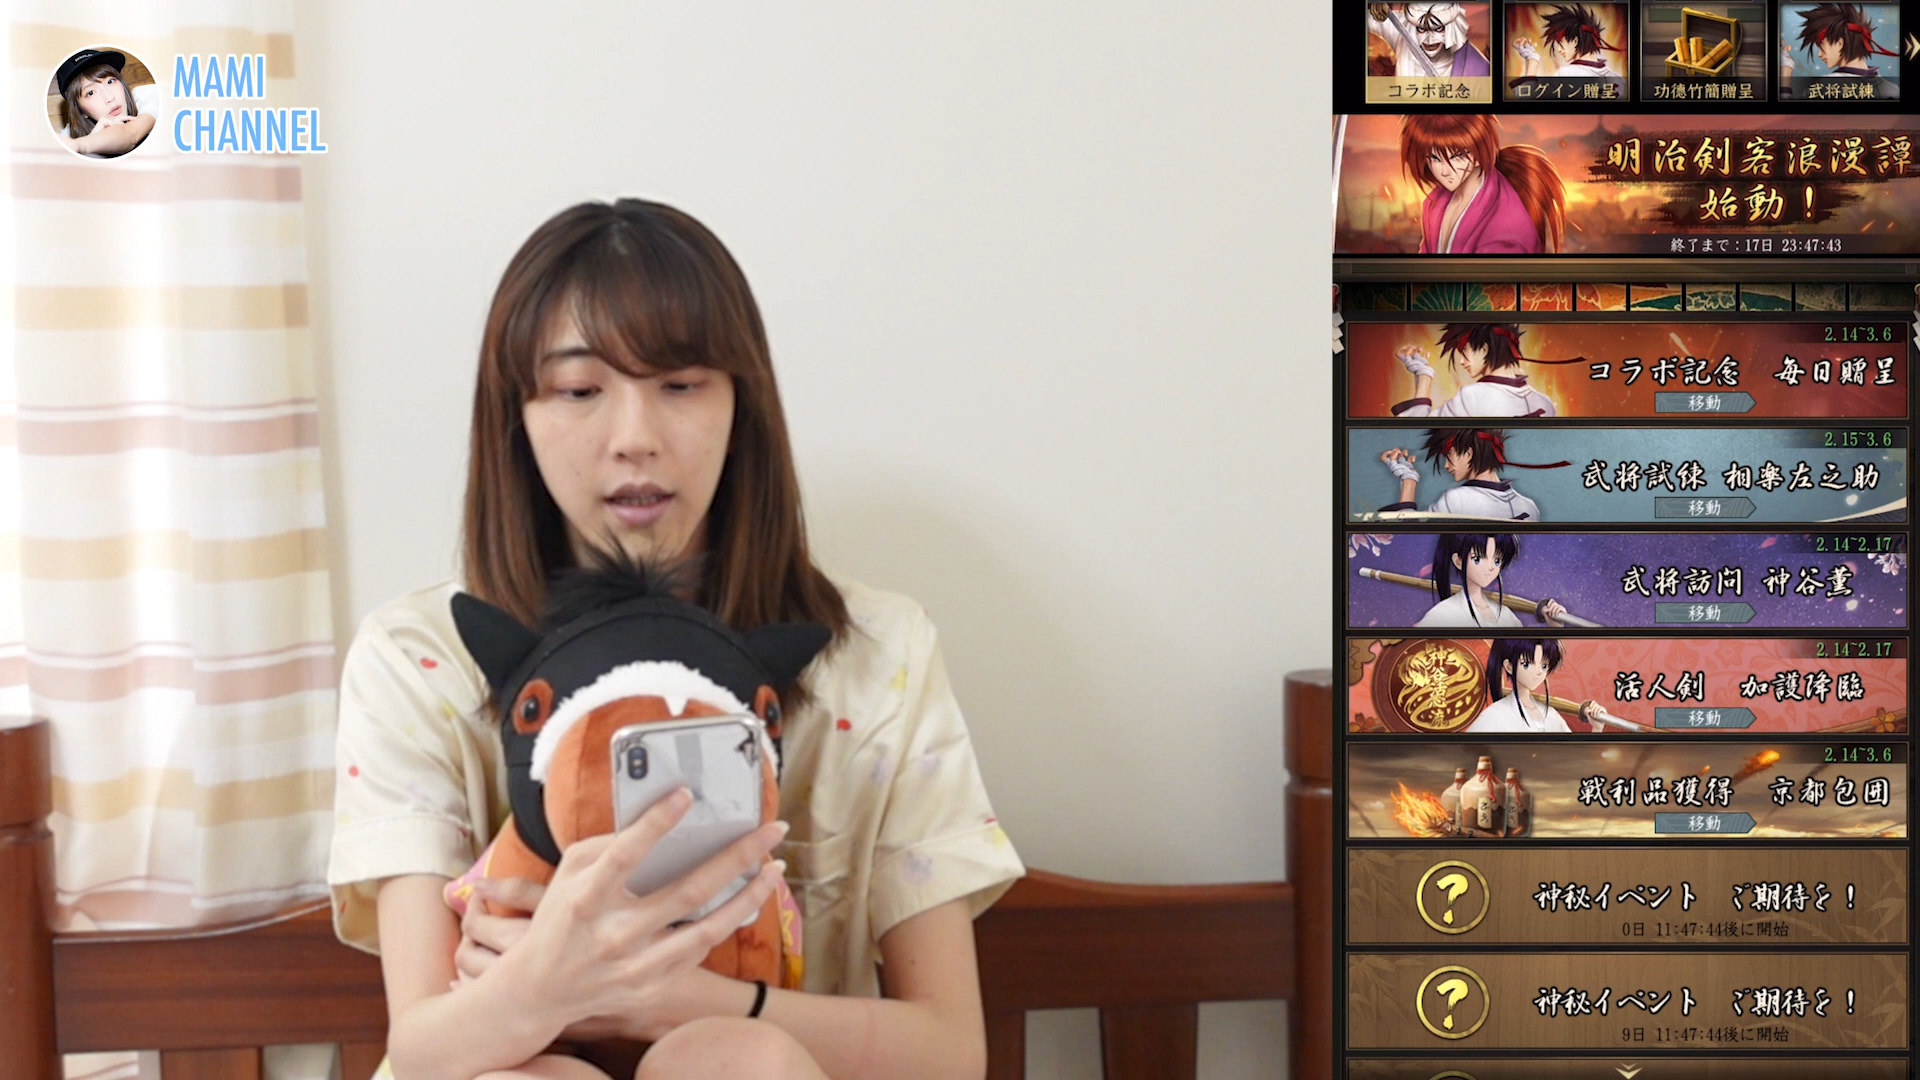 MAMI
CHANNEL
コラボ記念
ログイン贈呈
功徳竹簡贈呈
武将試練
明治剣客浪漫譚
始動！
終了まで：17日 23:47:43
2.14~3.6
コラボ記念 毎日贈呈
移動
2.15~3.6
武将試練 相楽左之助
移動
2.14~2.17
武将訪問 神谷薫
移動
2.14~2.17
活人剣 加護降臨
移動
2.14~3.6
戦利品獲得 京都包囲
移動
神秘イベント ご期待を！
0日 11:47:44後に開始
神秘イベント ご期待を！
9日 11:47:44後に開始